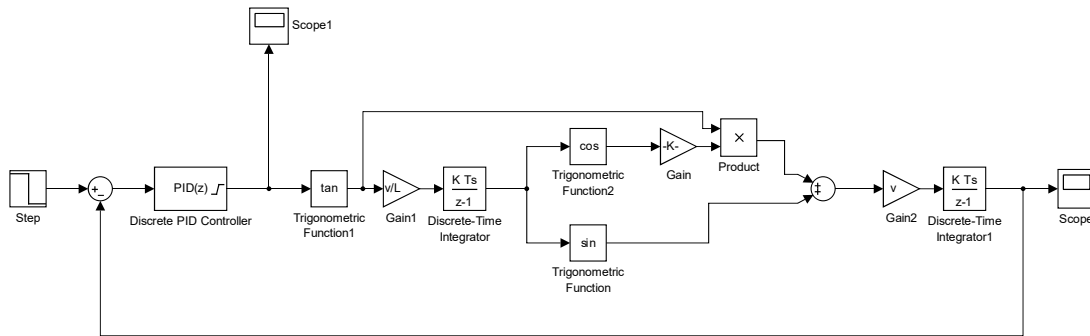 Scope1
Step
+
−
PID(z)
Discrete PID Controller
tan
Trigonometric
Function1
v/L
Gain1
K Ts
z-1
Discrete-Time
Integrator
cos
Trigonometric
Function2
-K-
Gain
×
Product
sin
Trigonometric
Function
+
+
v
Gain2
K Ts
z-1
Discrete-Time
Integrator1
Scope